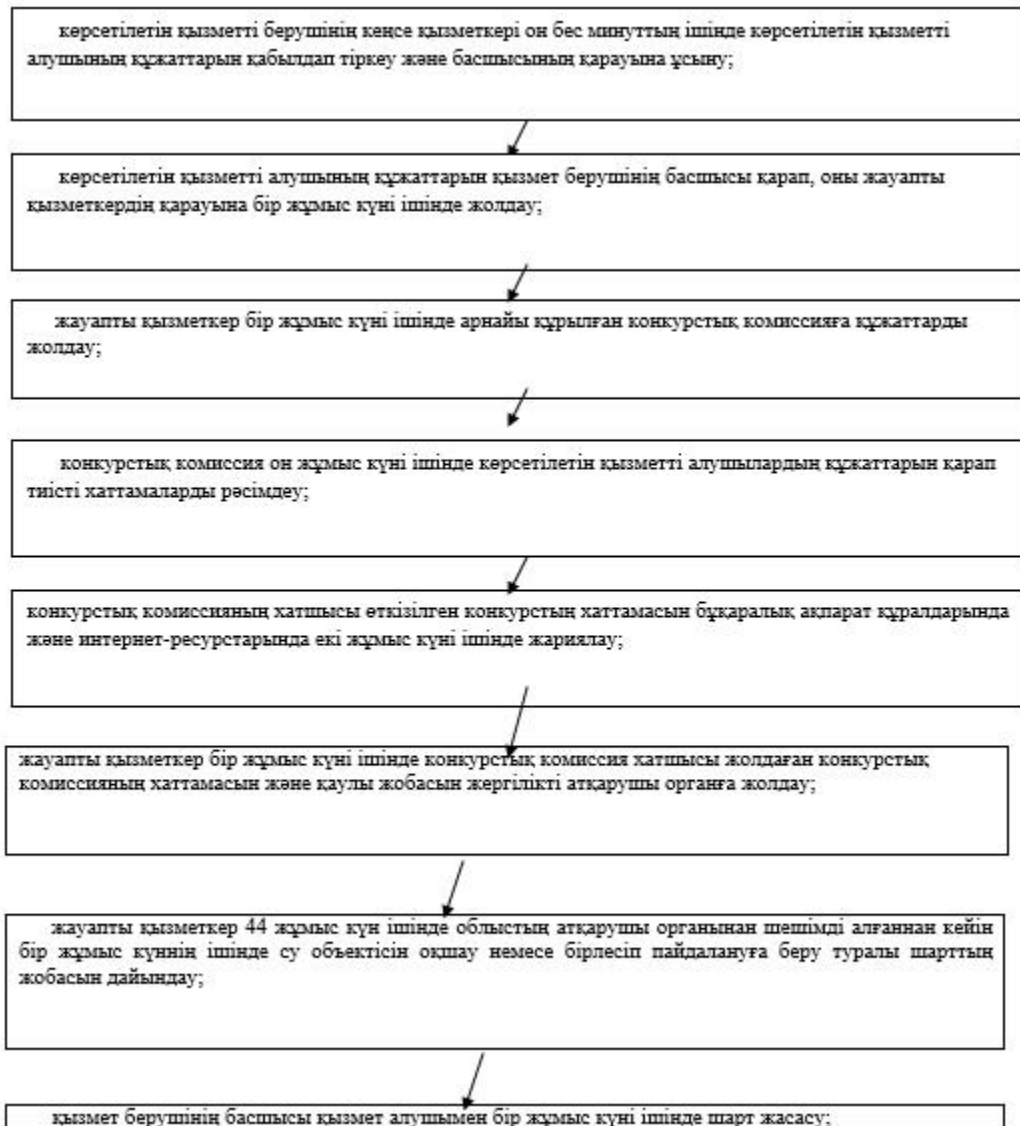 көрсетілетін қызметті берушінің кеңсе қызметкері он бес минуттың ішінде көрсетілетін қызметті
алушының құжаттарын қабылдап тіркеу және басшысының қарауына ұсыну;
көрсетілетін қызметті алушының құжаттарын қызмет берушінің басшысы қарап, оны жауапты
қызметкердің қарауына бір жұмыс күні ішінде жолдау;
жауапты қызметкер бір жұмыс күні ішінде арнайы құрылған конкурстық комиссияға құжаттарды
жолдау;
конкурстық комиссия он жұмыс күні ішінде көрсетілетін қызметті алушылардың құжаттарын қарап
тиісті хаттамаларды рәсімдеу;
конкурстық комиссияның хатшысы өткізілген конкурстың хаттамасын бұқаралық ақпарат құралдарында
және интернет-ресурстарында екі жұмыс күні ішінде жариялау;
жауапты қызметкер бір жұмыс күні ішінде конкурстық комиссия хатшысы жолдаған конкурстық
комиссияның хаттамасын және қаулы жобасын жергілікті атқарушы органға жолдау;
жауапты қызметкер 44 жұмыс күн ішінде облыстың атқарушы органынан шешімді алғаннан кейін
бір жұмыс күннің ішінде су объектісін оқшау немесе бірлесіп пайдалануға беру туралы шарттың
жобасын дайындау;
қызмет берушінің басшысы қызмет алушымен бір жұмыс күні ішінде шарт жасасу;